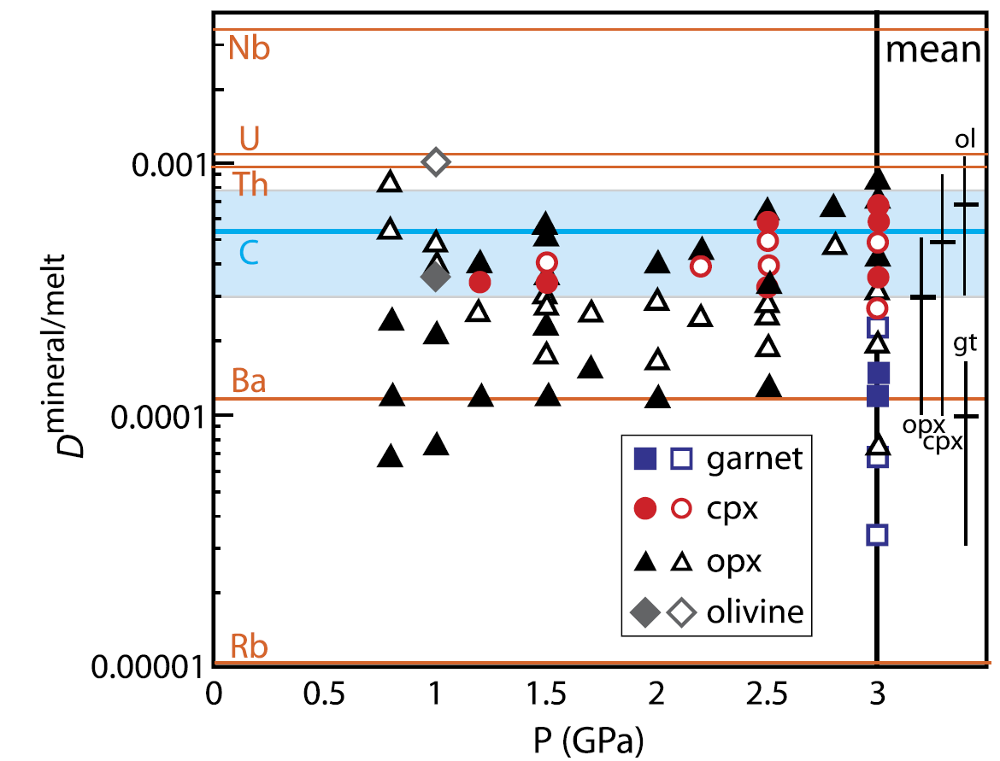 Nb
mean
U
ol
0.001
Th
C
Dmineral/melt
gt
Ba
0.0001
opx
cpx
garnet
cpx
opx
olivine
Rb
0.00001
0 0.5 1 1.5 2 2.5 3
P (GPa)